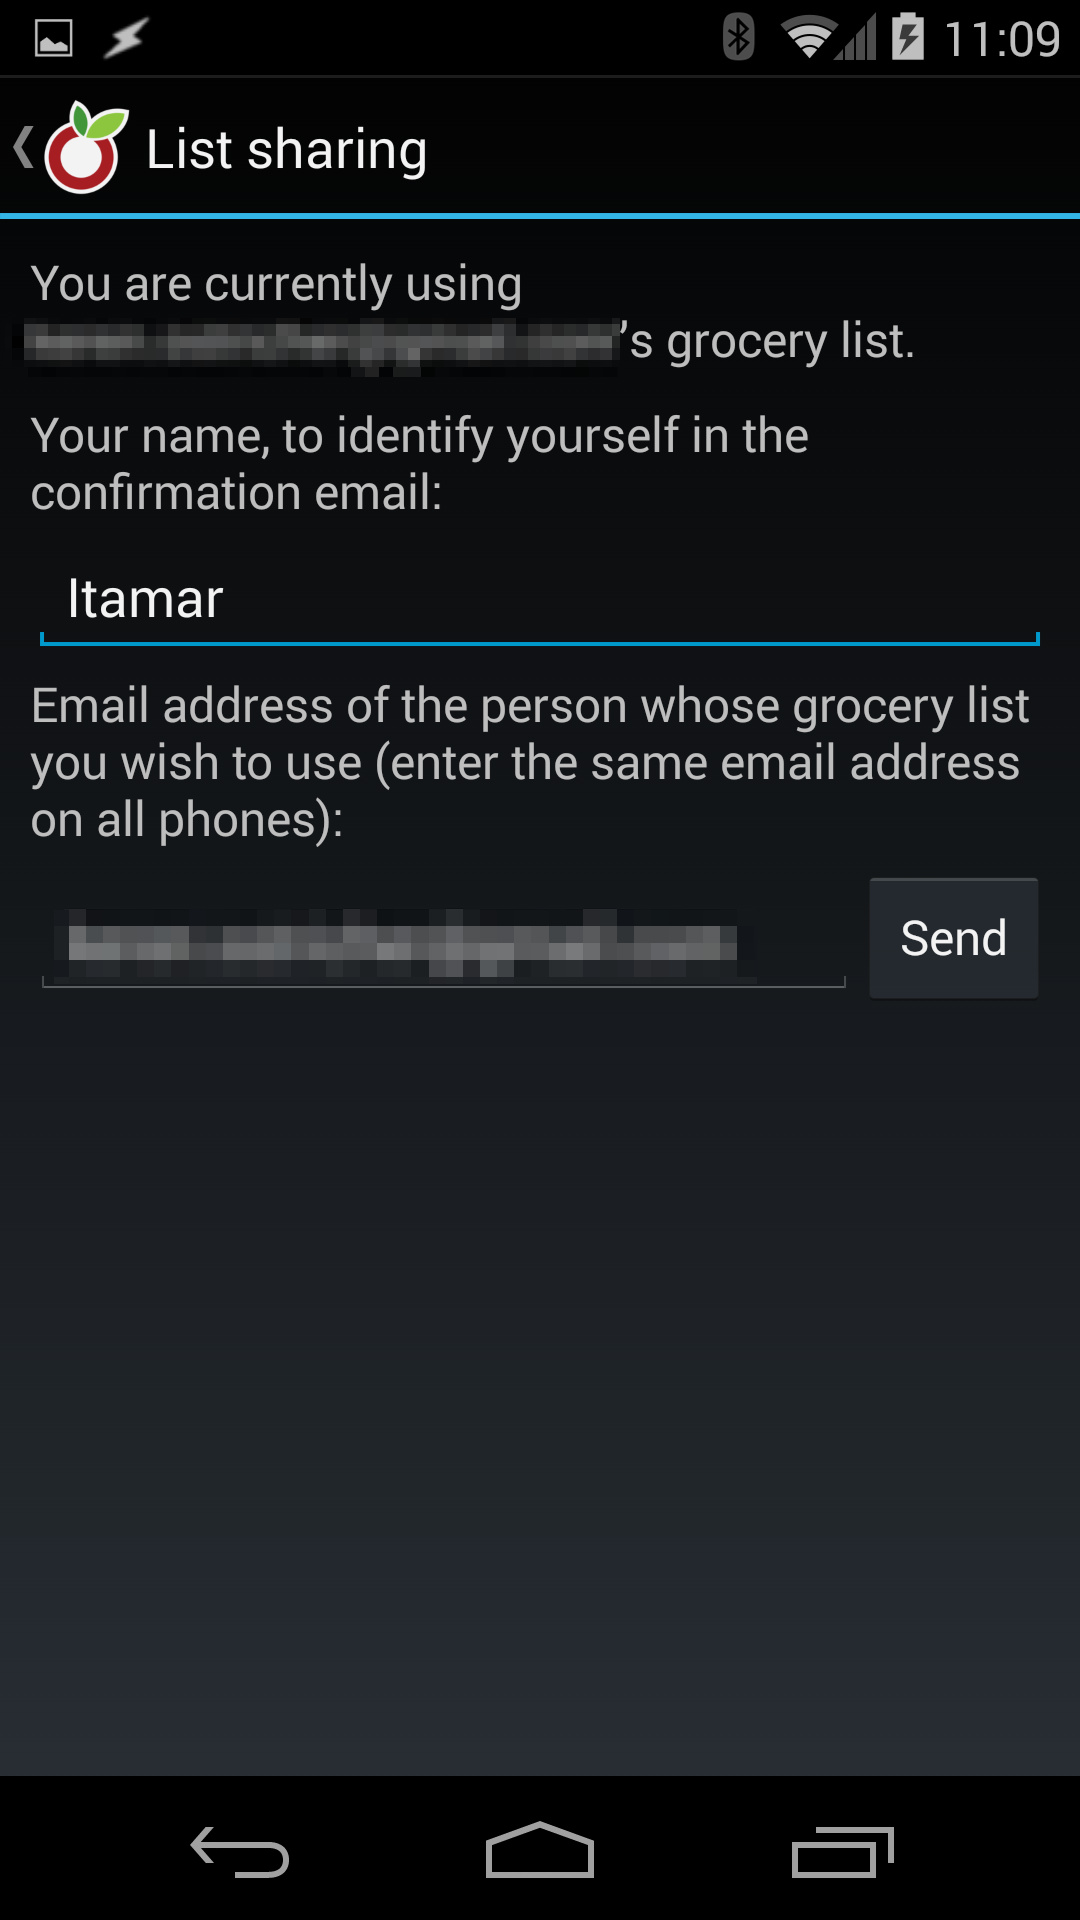 11:09
List sharing
You are currently using
's grocery list.
Your name, to identify yourself in the
confirmation email:
Itamar
Email address of the person whose grocery list
you wish to use (enter the same email address
on all phones):
Send